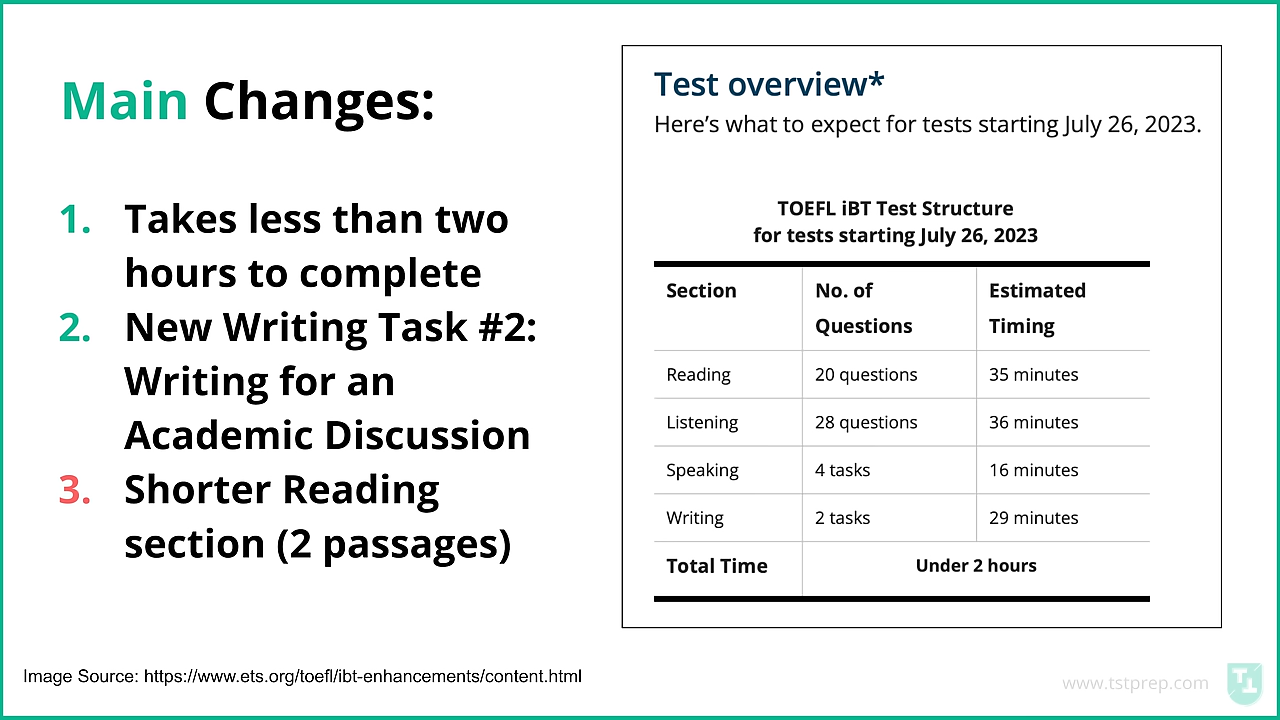 Main Changes:
1. Takes less than two
hours to complete
2. New Writing Task #2:
Writing for an
Academic Discussion
3. Shorter Reading
section (2 passages)
Test overview*
Here's what to expect for tests starting July 26, 2023.
TOEFL iBT Test Structure
for tests starting July 26, 2023
Section No. of Questions Estimated Timing
Reading 20 questions 35 minutes
Listening 28 questions 36 minutes
Speaking 4 tasks 16 minutes
Writing 2 tasks 29 minutes
Total Time Under 2 hours
Image Source: https://www.ets.org/toefl/ibt-enhancements/content.html
www.tstprep.com